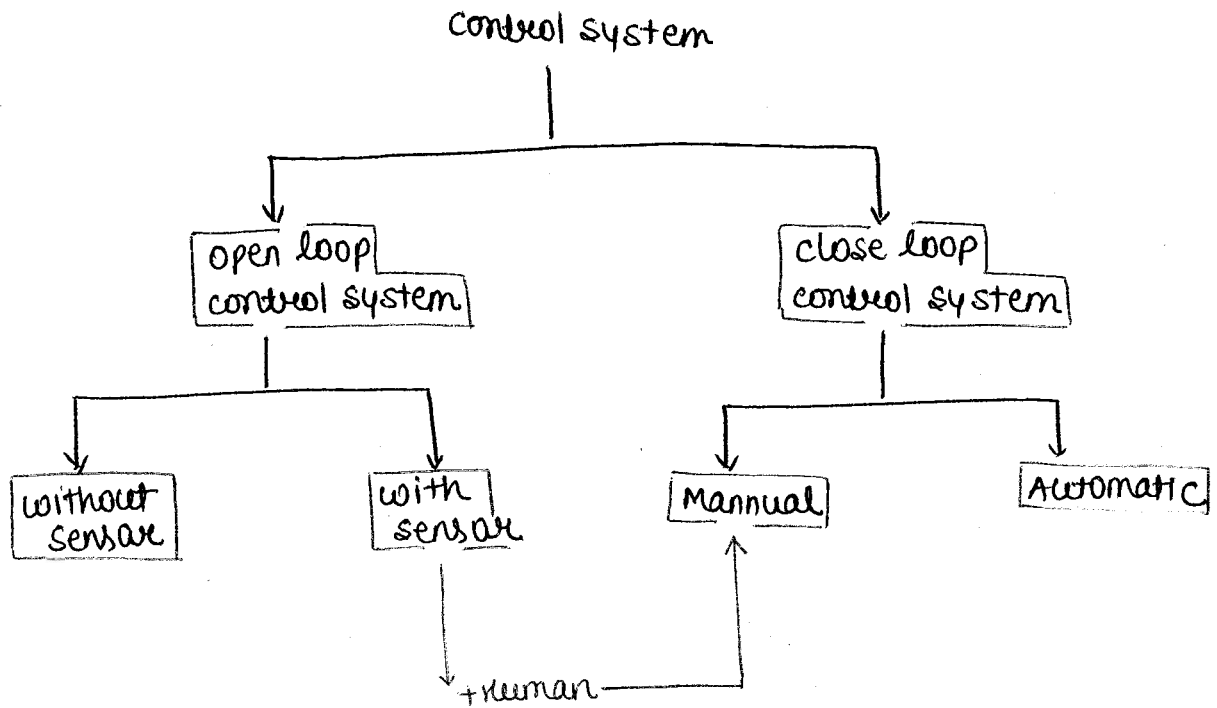 control system
open loop
control system
close loop
control system
without
sensar
with
sensar
Mannual
Automatic
+Human